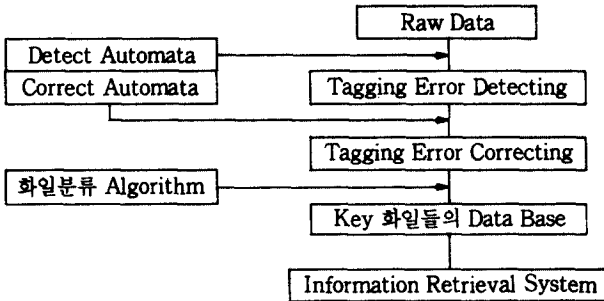 Raw Data
Detect Automata
Correct Automata
Tagging Error Detecting
Tagging Error Correcting
화일분류 Algorithm
Key 화일들의 Data Base
Information Retrieval System